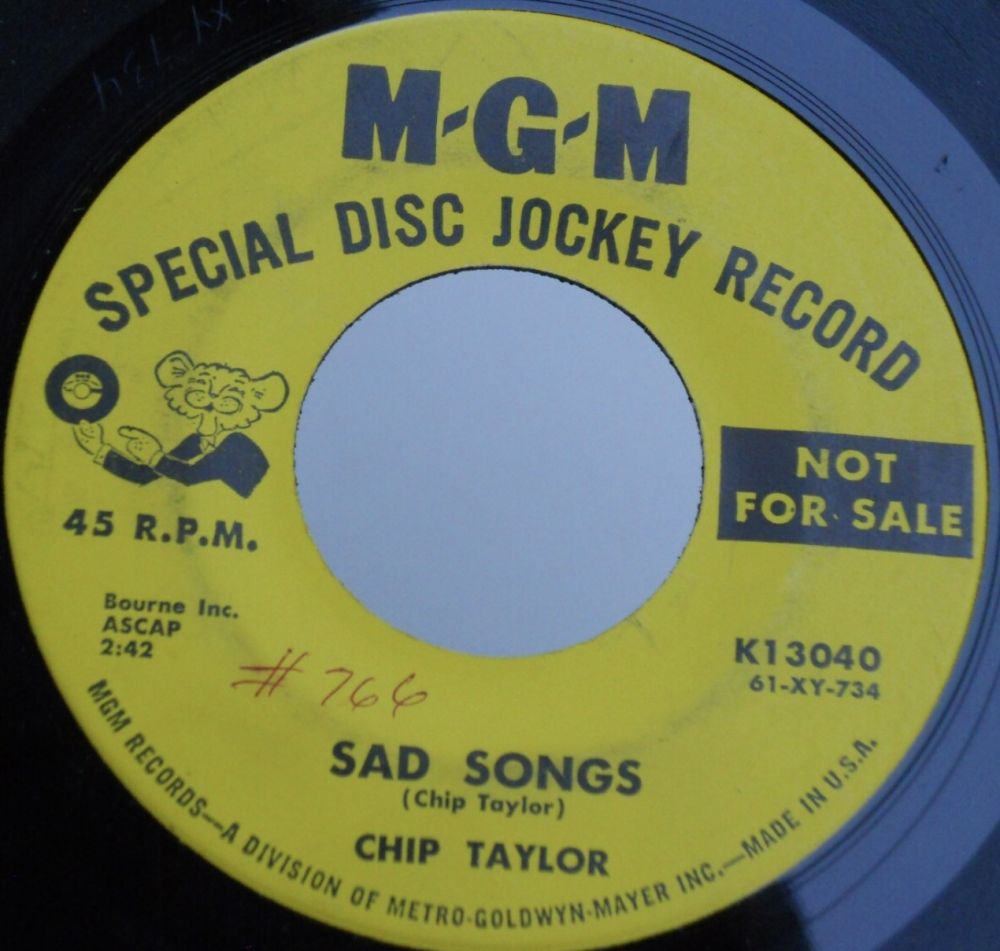 M-G-M
SPECIAL DISC JOCKEY RECORD
NOT
FOR SALE
45 R.P.M.
Bourne Inc.
ASCAP
2:42
# 766
K13040
61-XY-734
SAD SONGS
(Chip Taylor)
CHIP TAYLOR
MGM RECORDS—A DIVISION OF METRO-GOLDWYN-MAYER INC.—MADE IN U.S.A.